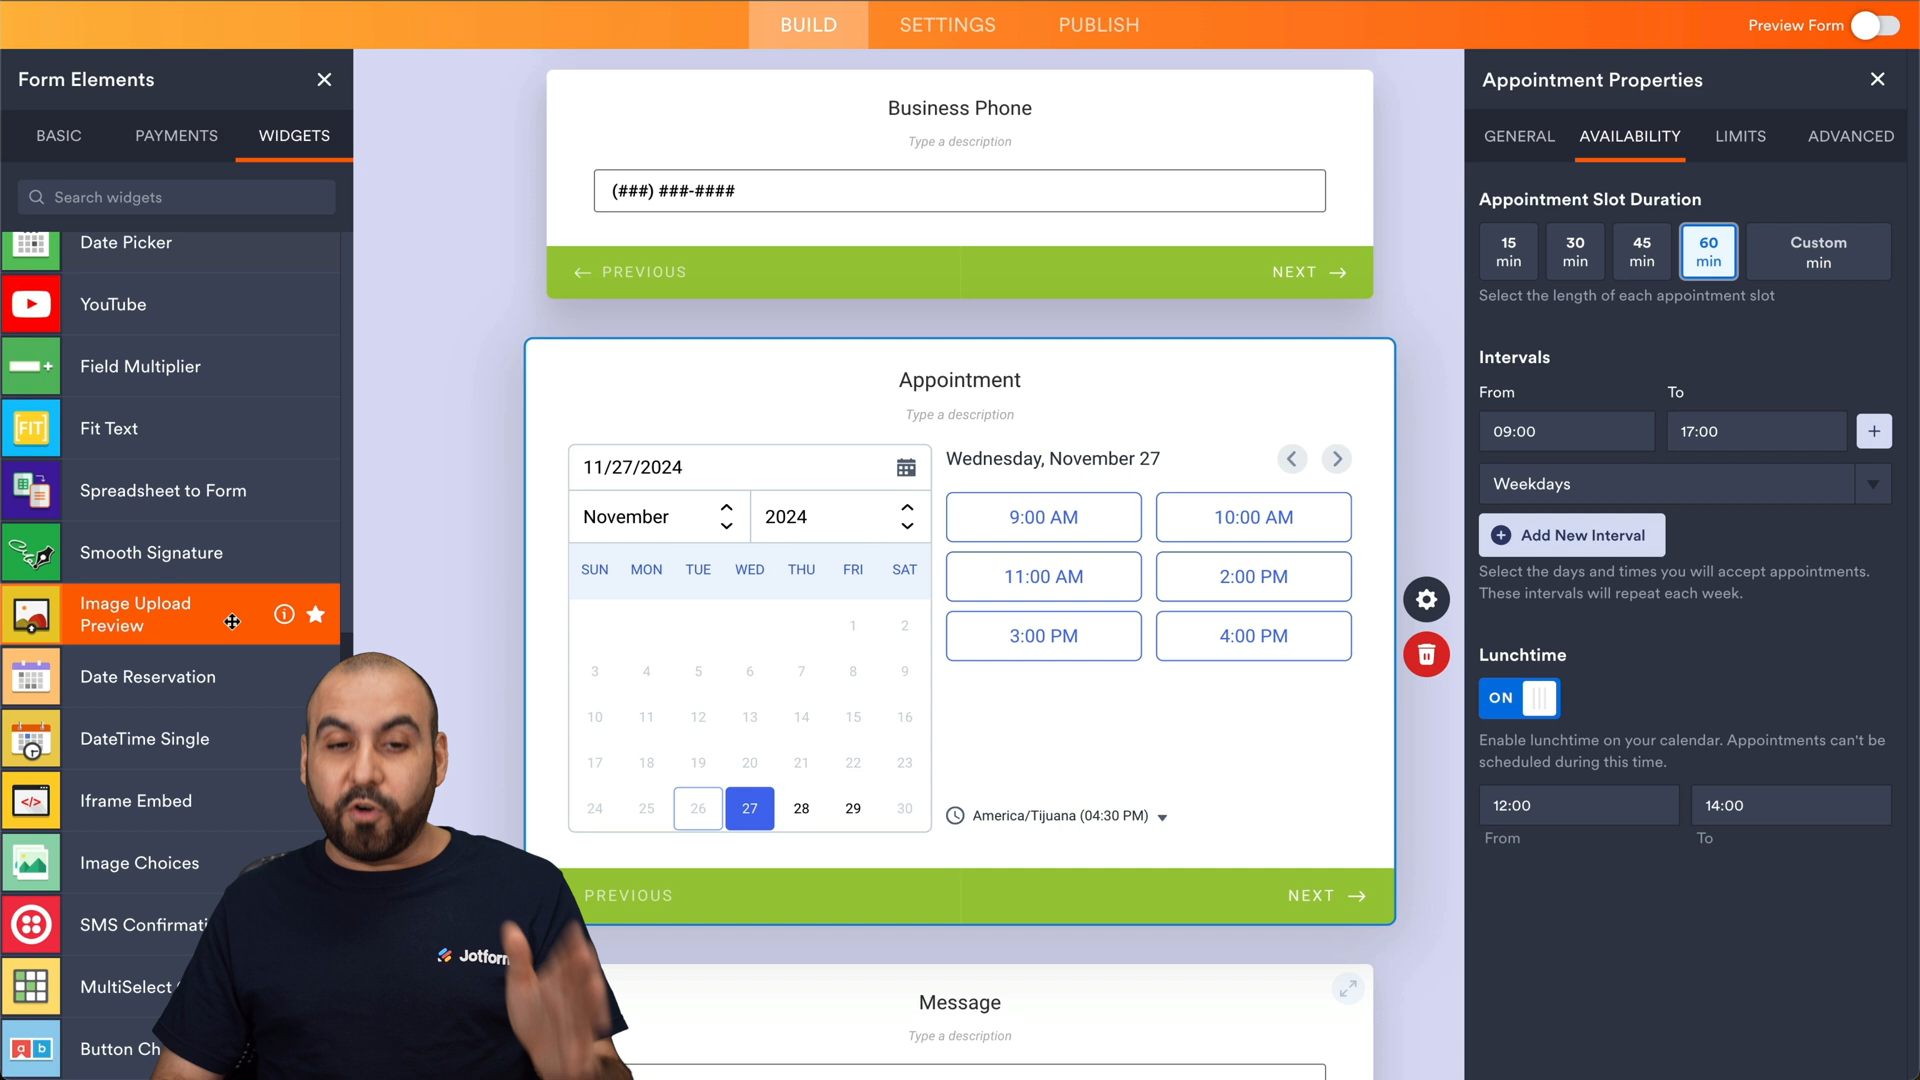 BUILD
SETTINGS
PUBLISH
Preview Form
Form Elements
BASIC
PAYMENTS
WIDGETS
Search widgets
Date Picker
YouTube
Field Multiplier
FIT
Fit Text
Spreadsheet to Form
Smooth Signature
Image Upload
Preview
Date Reservation
DateTime Single
</>
Iframe Embed
Image Choices
SMS Confirmati
MultiSelect
a b
Button Ch
Jotform
Business Phone
Type a description
(###) ###-####
PREVIOUS
NEXT
Appointment
Type a description
11/27/2024
November
2024
SUN MON TUE WED THU FRI SAT
1 2
3 4 5 6 7 8 9
10 11 12 13 14 15 16
17 18 19 20 21 22 23
24 25 26 27 28 29 30
Wednesday, November 27
9:00 AM
10:00 AM
11:00 AM
2:00 PM
3:00 PM
4:00 PM
America/Tijuana (04:30 PM)
PREVIOUS
NEXT
Message
Type a description
Appointment Properties
GENERAL
AVAILABILITY
LIMITS
ADVANCED
Appointment Slot Duration
15
min
30
min
45
min
60
min
Custom
min
Select the length of each appointment slot
Intervals
From
To
09:00
17:00
+
Weekdays
Add New Interval
Select the days and times you will accept appointments.
These intervals will repeat each week.
Lunchtime
ON
Enable lunchtime on your calendar. Appointments can't be
scheduled during this time.
12:00
14:00
From
To